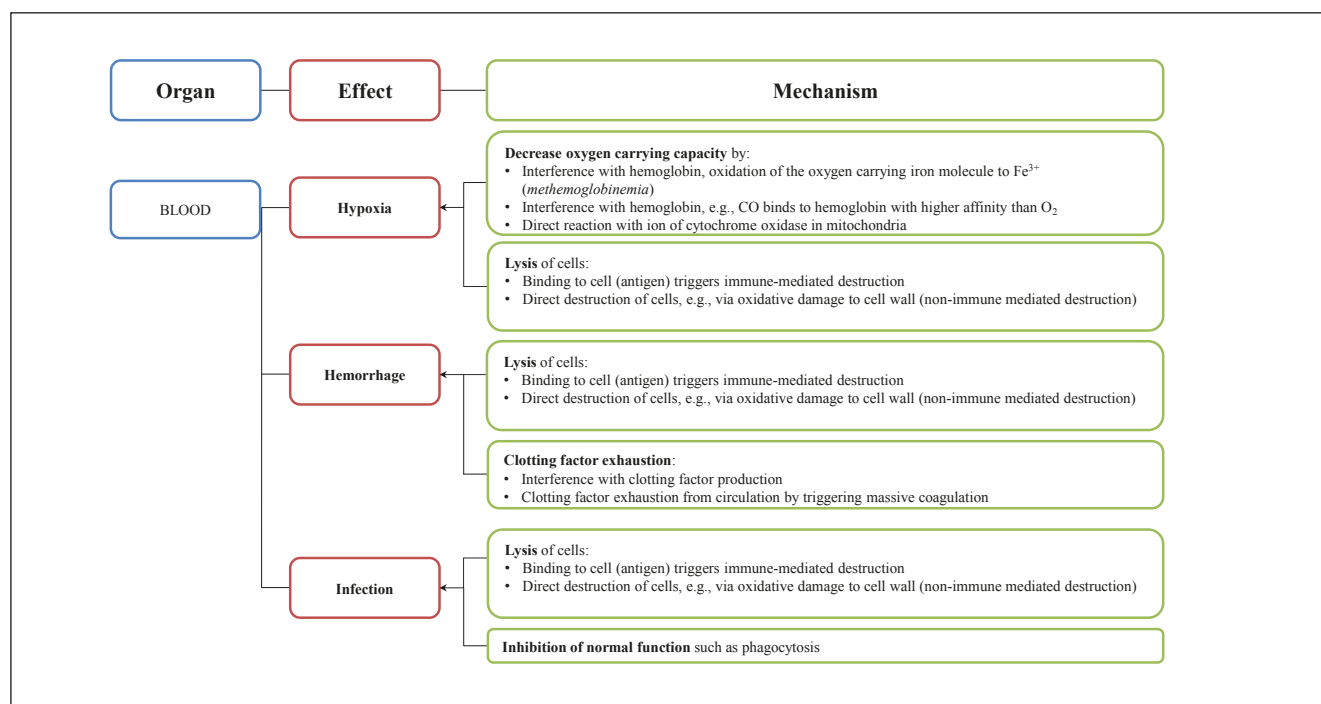 Organ
Effect
Mechanism
BLOOD
Hypoxia
Decrease oxygen carrying capacity by:
• Interference with hemoglobin, oxidation of the oxygen carrying iron molecule to Fe³⁺
(methemoglobinemia)
• Interference with hemoglobin, e.g., CO binds to hemoglobin with higher affinity than O₂
• Direct reaction with ion of cytochrome oxidase in mitochondria
Lysis of cells:
• Binding to cell (antigen) triggers immune-mediated destruction
• Direct destruction of cells, e.g., via oxidative damage to cell wall (non-immune mediated destruction)
Hemorrhage
Lysis of cells:
• Binding to cell (antigen) triggers immune-mediated destruction
• Direct destruction of cells, e.g., via oxidative damage to cell wall (non-immune mediated destruction)
Clotting factor exhaustion:
• Interference with clotting factor production
• Clotting factor exhaustion from circulation by triggering massive coagulation
Infection
Lysis of cells:
• Binding to cell (antigen) triggers immune-mediated destruction
• Direct destruction of cells, e.g., via oxidative damage to cell wall (non-immune mediated destruction)
Inhibition of normal function such as phagocytosis